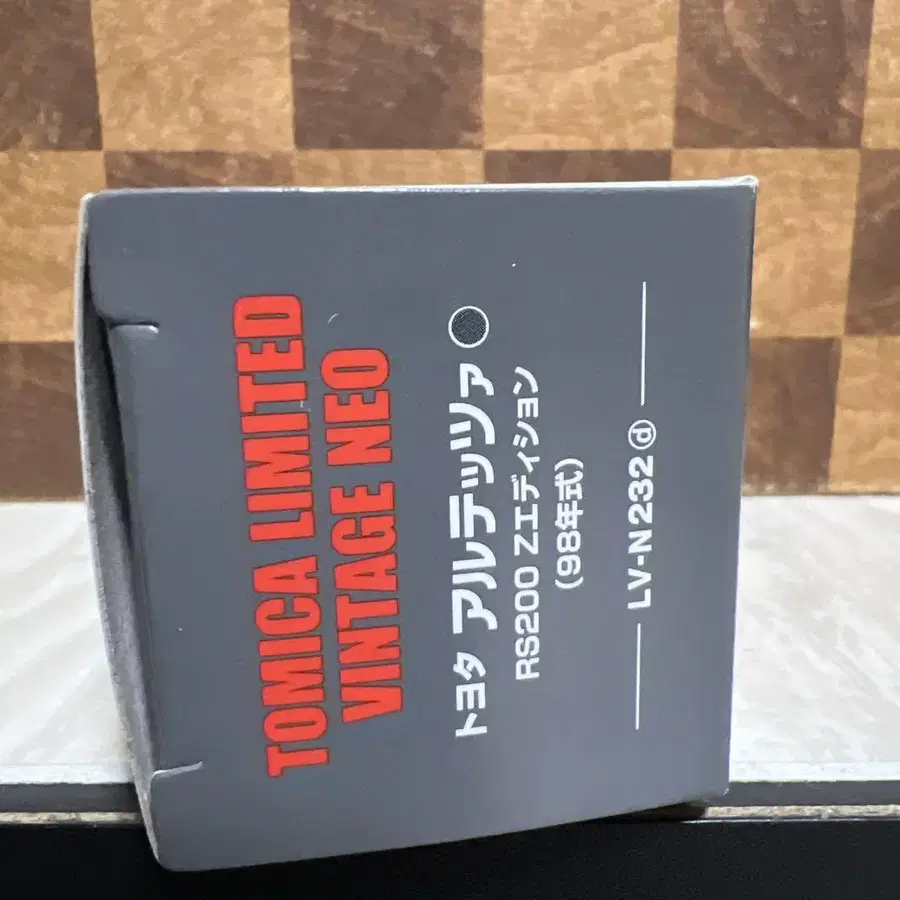 TOMICA LIMITED
VINTAGE NEO
トヨタ アルテッツァ
RS200 Zエディション
(98年式)
LV-N232ⓓ